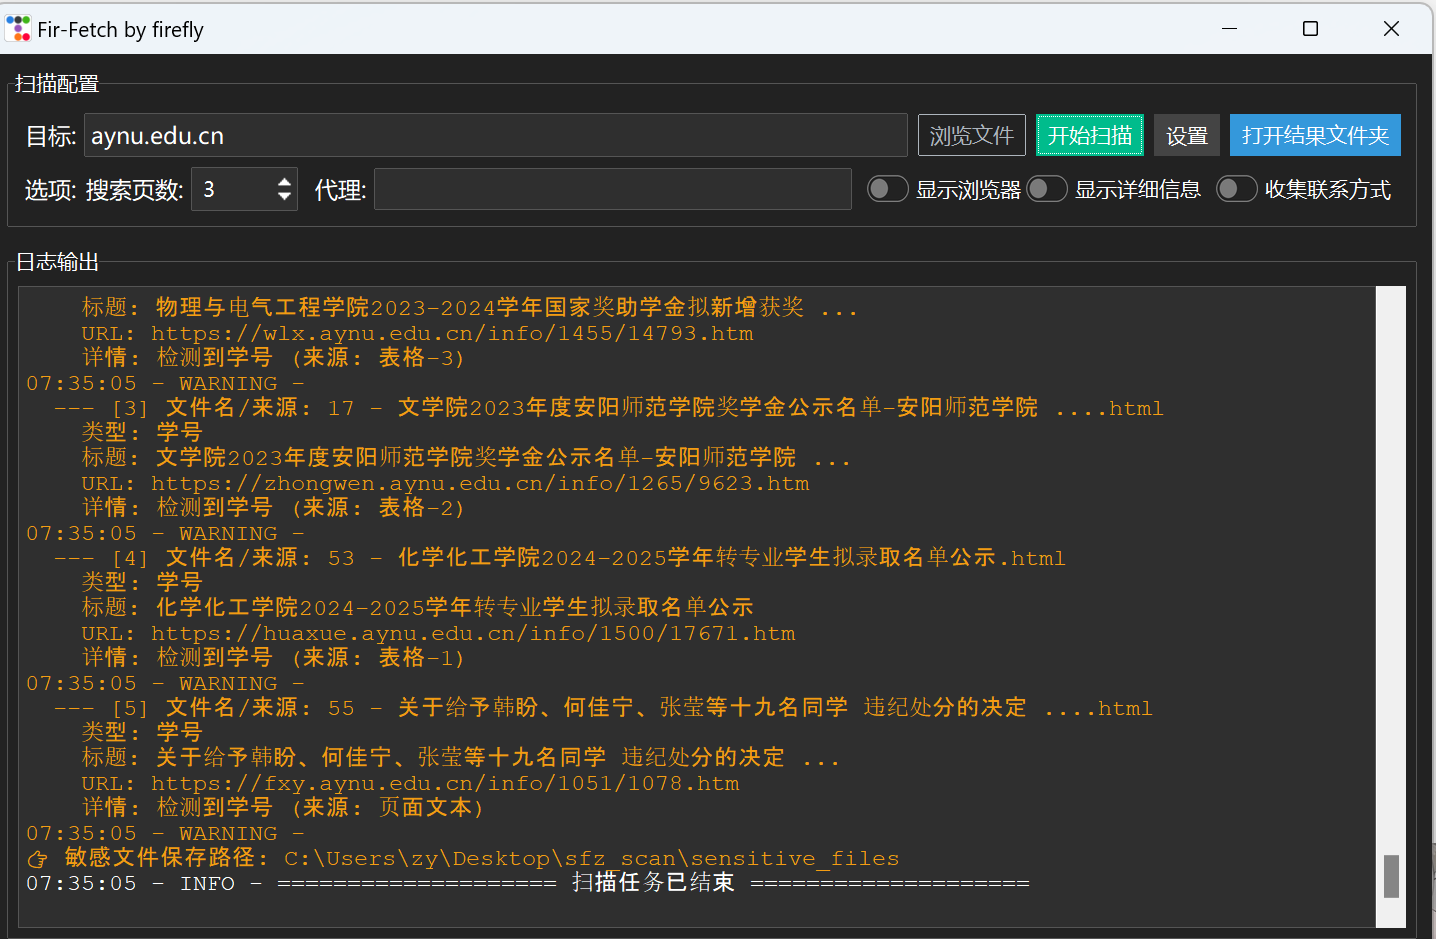 Fir-Fetch by firefly
扫描配置
目标: aynu.edu.cn 浏览文件 开始扫描 设置 打开结果文件夹
选项: 搜索页数: 3 代理: 显示浏览器 显示详细信息 收集联系方式
日志输出
标题: 物理与电气工程学院2023-2024学年国家奖助学金拟新增获奖 ...
URL: https://wlx.aynu.edu.cn/info/1455/14793.htm
详情: 检测到学号 (来源: 表格-3)
07:35:05 - WARNING -
--- [3] 文件名/来源: 17 - 文学院2023年度安阳师范学院奖学金公示名单-安阳师范学院 ....html
类型: 学号
标题: 文学院2023年度安阳师范学院奖学金公示名单-安阳师范学院 ...
URL: https://zhongwen.aynu.edu.cn/info/1265/9623.htm
详情: 检测到学号 (来源: 表格-2)
07:35:05 - WARNING -
--- [4] 文件名/来源: 53 - 化学化工学院2024-2025学年转专业学生拟录取名单公示.html
类型: 学号
标题: 化学化工学院2024-2025学年转专业学生拟录取名单公示
URL: https://huaxue.aynu.edu.cn/info/1500/17671.htm
详情: 检测到学号 (来源: 表格-1)
07:35:05 - WARNING -
--- [5] 文件名/来源: 55 - 关于给予韩盼、何佳宁、张莹等十九名同学 违纪处分的决定 ....html
类型: 学号
标题: 关于给予韩盼、何佳宁、张莹等十九名同学 违纪处分的决定 ...
URL: https://fxy.aynu.edu.cn/info/1051/1078.htm
详情: 检测到学号 (来源: 页面文本)
07:35:05 - WARNING -
👉 敏感文件保存路径: C:\Users\zy\Desktop\sfz_scan\sensitive_files
07:35:05 - INFO - ==================== 扫描任务已结束 ====================